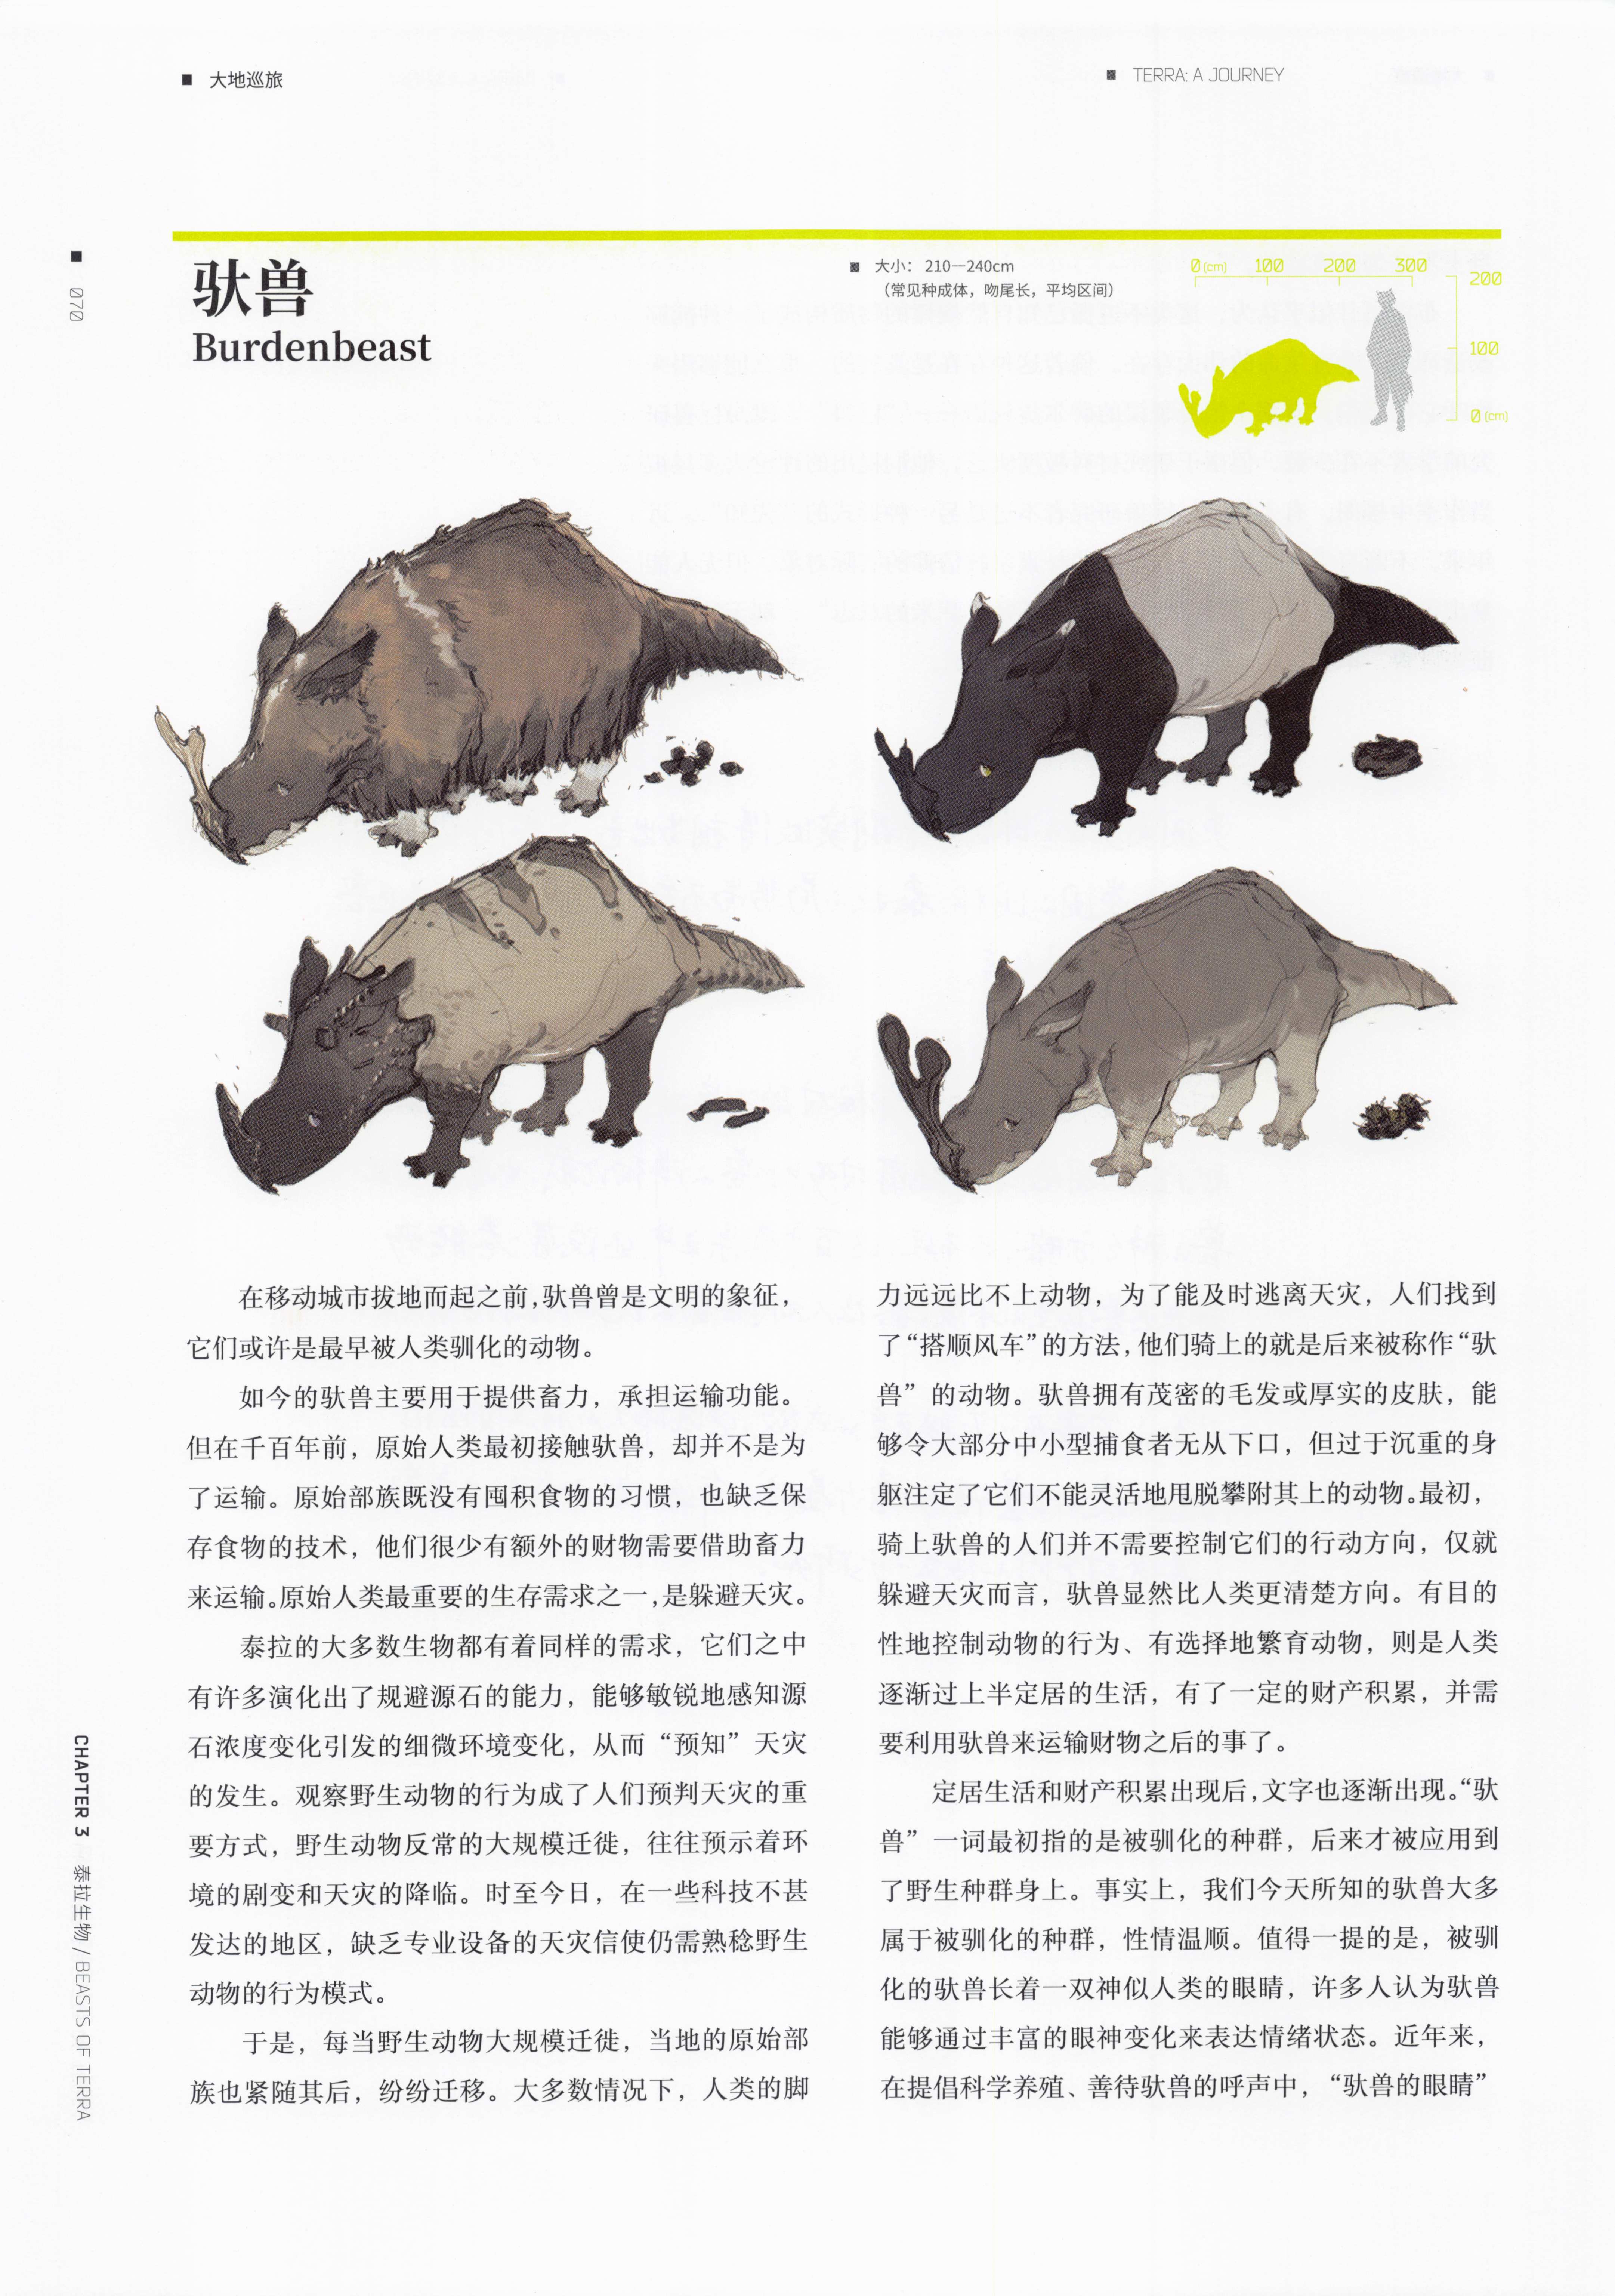 大地巡旅
TERRA: A JOURNEY
070
驮兽
Burdenbeast
大小： 210—240cm
（常见种成体，吻尾长，平均区间）
0 (cm) 100 200 300
200
100
0 (cm)
在移动城市拔地而起之前，驮兽曾是文明的象征，
它们或许是最早被人类驯化的动物。
如今的驮兽主要用于提供畜力，承担运输功能。
但在千百年前，原始人类最初接触驮兽，却并不是为
了运输。原始部族既没有囤积食物的习惯，也缺乏保
存食物的技术，他们很少有额外的财物需要借助畜力
来运输。原始人类最重要的生存需求之一，是躲避天灾。
泰拉的大多数生物都有着同样的需求，它们之中
有许多演化出了规避源石的能力，能够敏锐地感知源
石浓度变化引发的细微环境变化，从而“预知”天灾
的发生。观察野生动物的行为成了人们预判天灾的重
要方式，野生动物反常的大规模迁徙，往往预示着环
境的剧变和天灾的降临。时至今日，在一些科技不甚
发达的地区，缺乏专业设备的天灾信使仍需熟稔野生
动物的行为模式。
于是，每当野生动物大规模迁徙，当地的原始部
族也紧随其后，纷纷迁移。大多数情况下，人类的脚
力远远比不上动物，为了能及时逃离天灾，人们找到
了“搭顺风车”的方法，他们骑上的就是后来被称作“驮
兽”的动物。驮兽拥有茂密的毛发或厚实的皮肤，能
够令大部分中小型捕食者无从下口，但过于沉重的身
躯注定了它们不能灵活地甩脱攀附其上的动物。最初，
骑上驮兽的人们并不需要控制它们的行动方向，仅就
躲避天灾而言，驮兽显然比人类更清楚方向。有目的
性地控制动物的行为、有选择地繁育动物，则是人类
逐渐过上半定居的生活，有了一定的财产积累，并需
要利用驮兽来运输财物之后的事了。
定居生活和财产积累出现后，文字也逐渐出现。“驮
兽”一词最初指的是被驯化的种群，后来才被应用到
了野生种群身上。事实上，我们今天所知的驮兽大多
属于被驯化的种群，性情温顺。值得一提的是，被驯
化的驮兽长着一双神似人类的眼睛，许多人认为驮兽
能够通过丰富的眼神变化来表达情绪状态。近年来，
在提倡科学养殖、善待驮兽的呼声中，“驮兽的眼睛”
CHAPTER 3 泰拉生物 / BEASTS OF TERRA